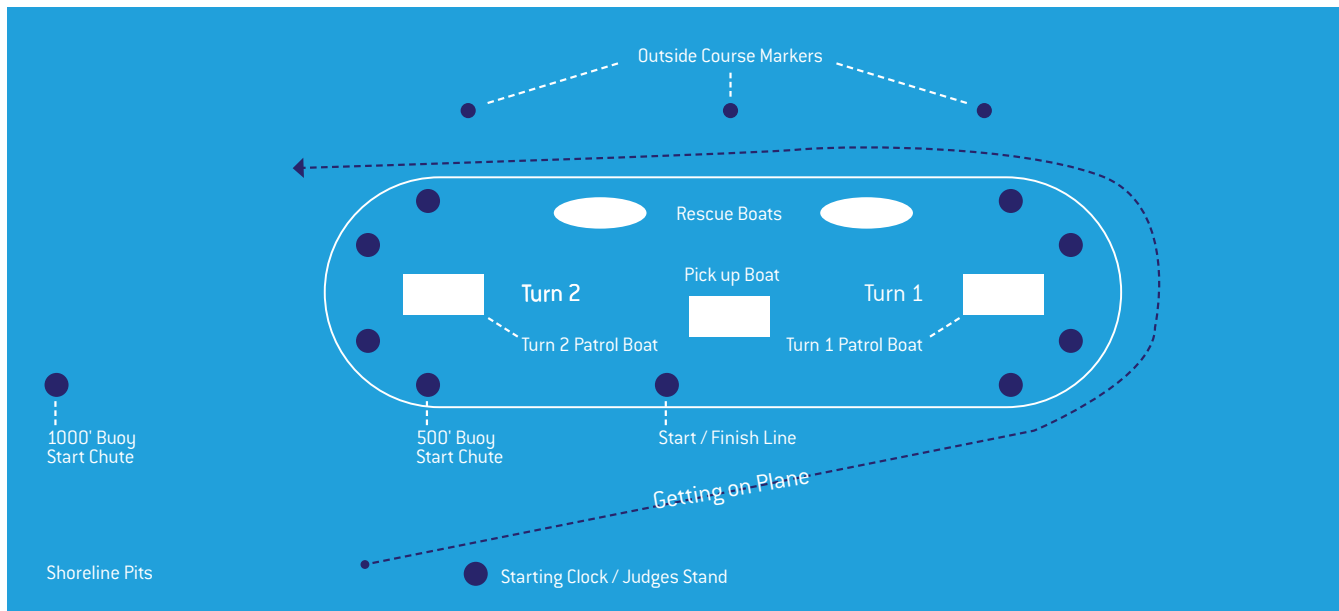 Outside Course Markers
Rescue Boats
Pick up Boat
Turn 2
Turn 1
Turn 2 Patrol Boat
Turn 1 Patrol Boat
1000' Buoy
Start Chute
500' Buoy
Start Chute
Start / Finish Line
Getting on Plane
Shoreline Pits
Starting Clock / Judges Stand